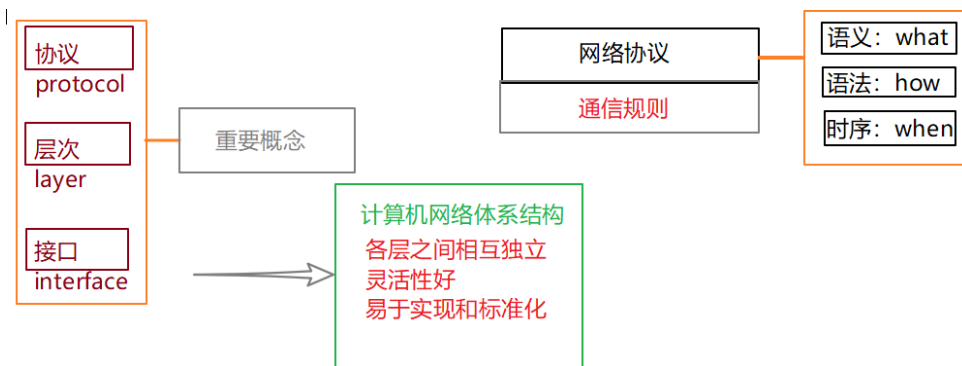 协议
protocol
层次
layer
接口
interface
重要概念
计算机网络体系结构
各层之间相互独立
灵活性好
易于实现和标准化
网络协议
通信规则
语义：what
语法：how
时序：when